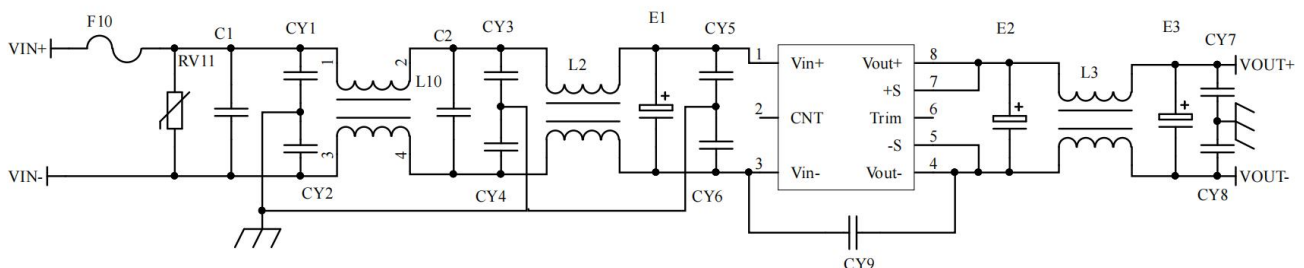 F10
VIN+
RV11
C1
CY1
1
2
L10
C2
CY3
L2
E1
CY5
1
Vin+
Vout+
8
+S
7
2
CNT
Trim
6
-S
5
3
Vin-
Vout-
4
E2
L3
E3
CY7
VOUT+
VIN-
CY2
3
4
CY4
CY6
CY9
CY8
VOUT-
+
+
+